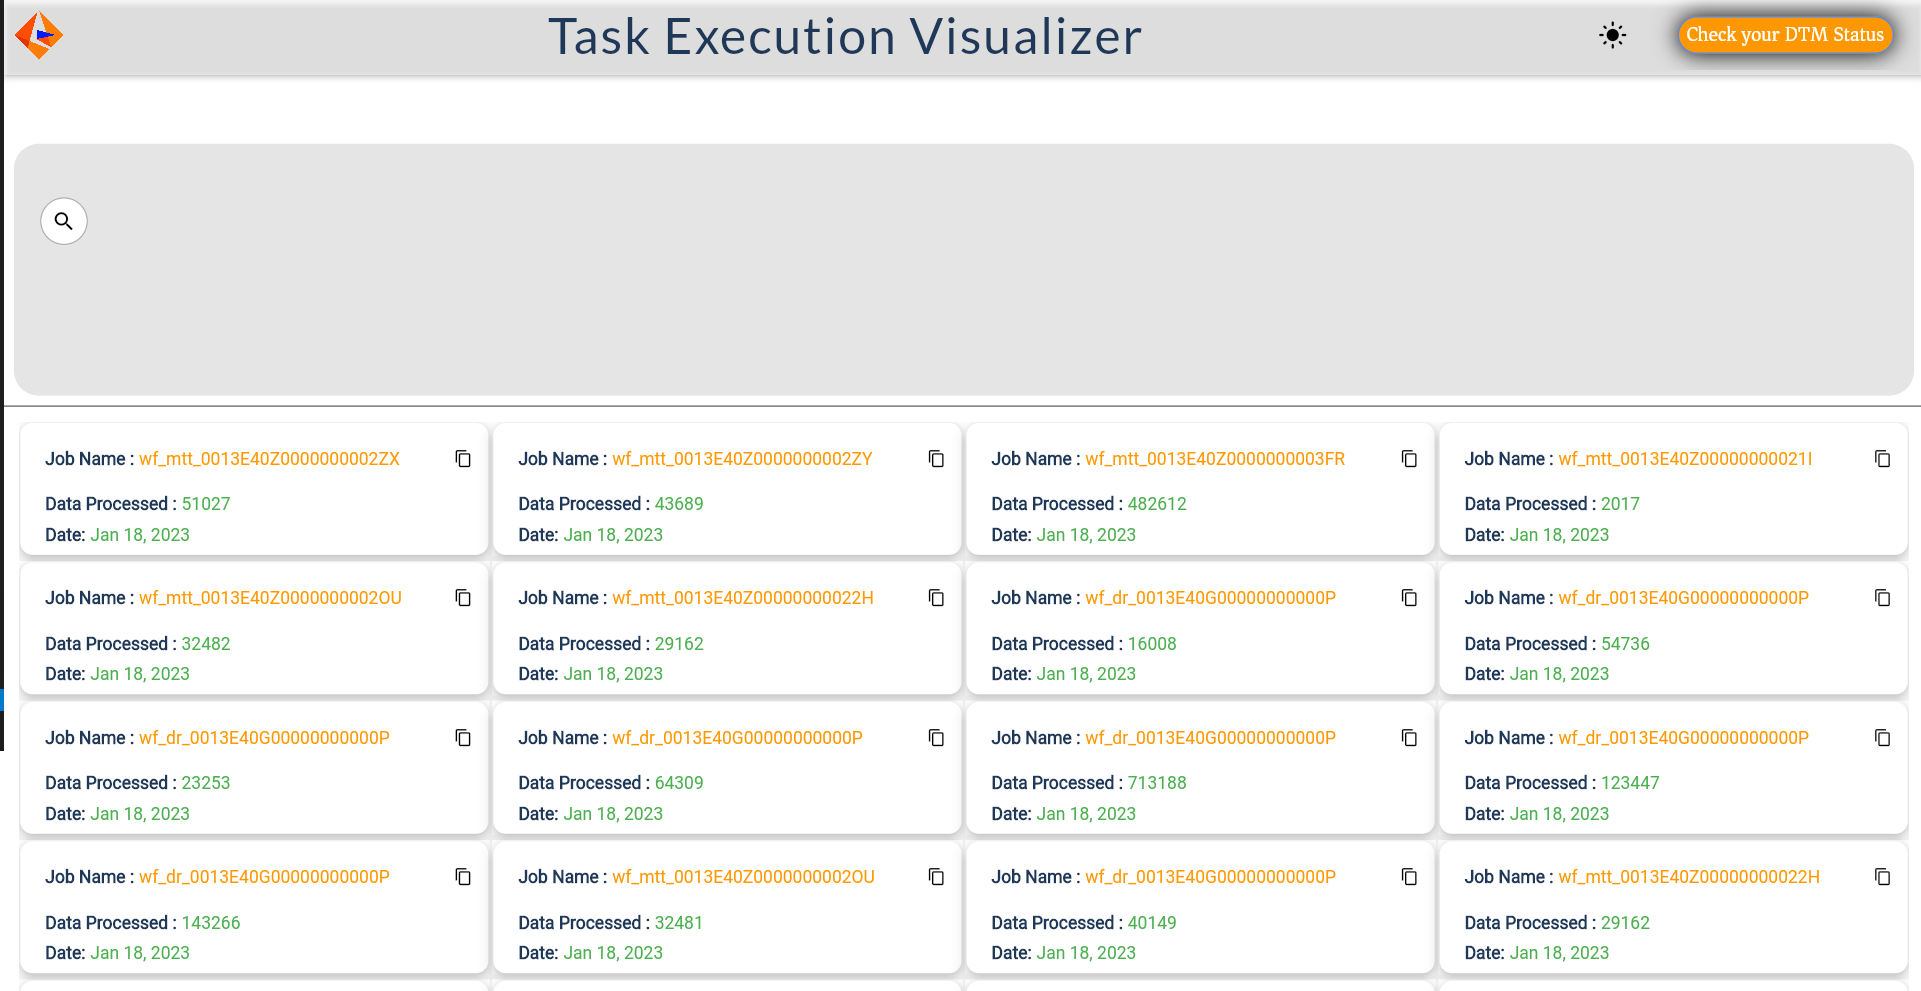 Task Execution Visualizer
Check your DTM Status
Job Name : wf_mtt_0013E40Z0000000002ZX
Data Processed : 51027
Date: Jan 18, 2023
Job Name : wf_mtt_0013E40Z0000000002ZY
Data Processed : 43689
Date: Jan 18, 2023
Job Name : wf_mtt_0013E40Z0000000003FR
Data Processed : 482612
Date: Jan 18, 2023
Job Name : wf_mtt_0013E40Z00000000021I
Data Processed : 2017
Date: Jan 18, 2023
Job Name : wf_mtt_0013E40Z0000000002OU
Data Processed : 32482
Date: Jan 18, 2023
Job Name : wf_mtt_0013E40Z00000000022H
Data Processed : 29162
Date: Jan 18, 2023
Job Name : wf_dr_0013E40G00000000000P
Data Processed : 16008
Date: Jan 18, 2023
Job Name : wf_dr_0013E40G00000000000P
Data Processed : 54736
Date: Jan 18, 2023
Job Name : wf_dr_0013E40G00000000000P
Data Processed : 23253
Date: Jan 18, 2023
Job Name : wf_dr_0013E40G00000000000P
Data Processed : 64309
Date: Jan 18, 2023
Job Name : wf_dr_0013E40G00000000000P
Data Processed : 713188
Date: Jan 18, 2023
Job Name : wf_dr_0013E40G00000000000P
Data Processed : 123447
Date: Jan 18, 2023
Job Name : wf_dr_0013E40G00000000000P
Data Processed : 143266
Date: Jan 18, 2023
Job Name : wf_mtt_0013E40Z0000000002OU
Data Processed : 32481
Date: Jan 18, 2023
Job Name : wf_dr_0013E40G00000000000P
Data Processed : 40149
Date: Jan 18, 2023
Job Name : wf_mtt_0013E40Z00000000022H
Data Processed : 29162
Date: Jan 18, 2023